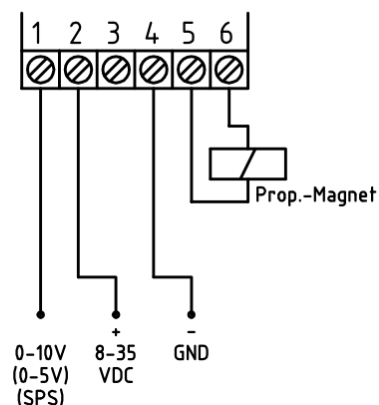 1 2 3 4 5 6
Prop.-Magnet
+ -
0-10V 8-35 GND
(0-5V) VDC
(SPS)